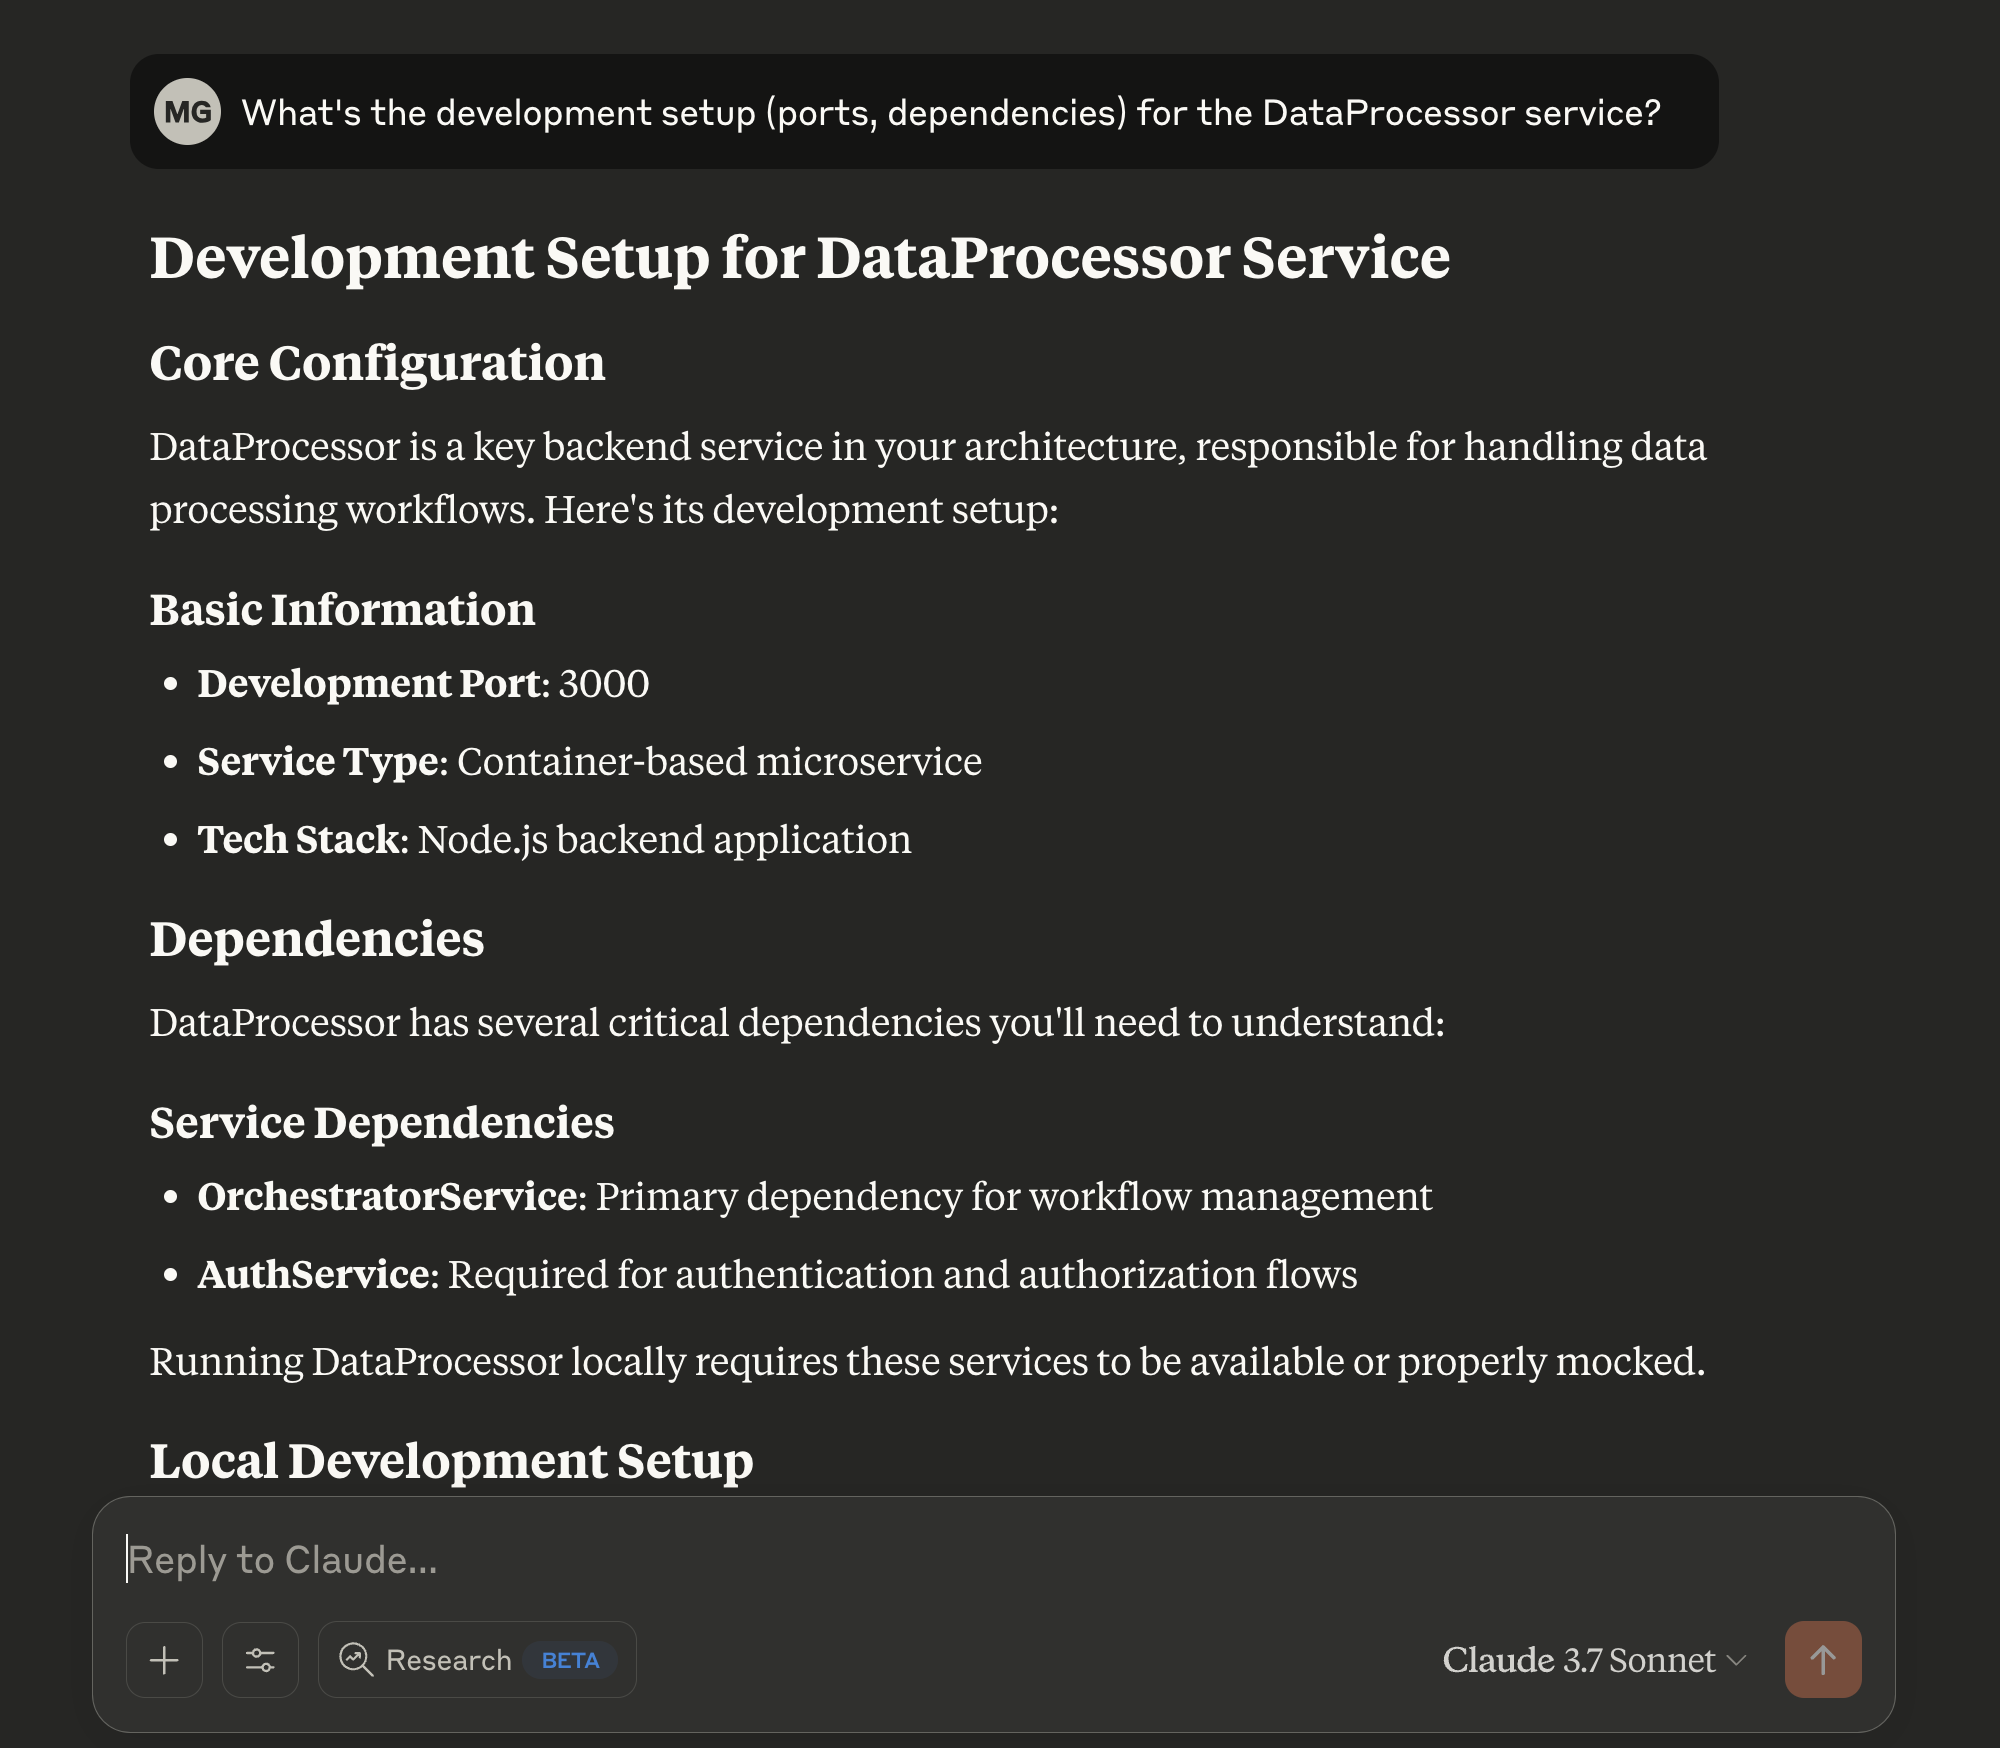 MG What's the development setup (ports, dependencies) for the DataProcessor service?
Development Setup for DataProcessor Service
Core Configuration
DataProcessor is a key backend service in your architecture, responsible for handling data
processing workflows. Here's its development setup:
Basic Information
• Development Port: 3000
• Service Type: Container-based microservice
• Tech Stack: Node.js backend application
Dependencies
DataProcessor has several critical dependencies you'll need to understand:
Service Dependencies
• OrchestratorService: Primary dependency for workflow management
• AuthService: Required for authentication and authorization flows
Running DataProcessor locally requires these services to be available or properly mocked.
Local Development Setup
Reply to Claude...
Research BETA Claude 3.7 Sonnet